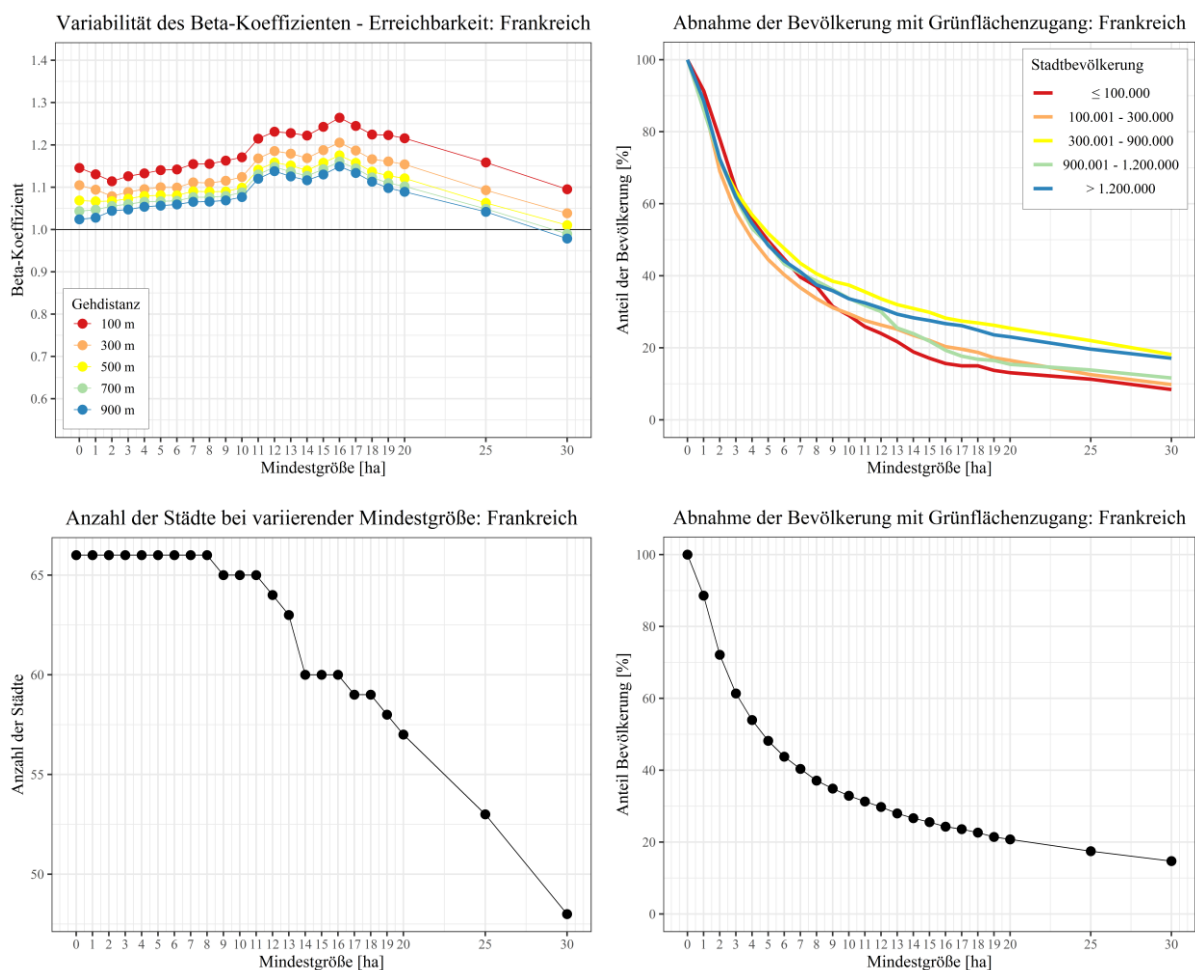 Variabilität des Beta-Koeffizienten - Erreichbarkeit: Frankreich
Beta-Koeffizient
1.4
1.3
1.2
1.1
1.0
0.9
0.8
0.7
0.6
Gehdistanz
100 m
300 m
500 m
700 m
900 m
0 1 2 3 4 5 6 7 8 9 10 11 12 13 14 15 16 17 18 19 20 25 30
Mindestgröße [ha]
Abnahme der Bevölkerung mit Grünflächenzugang: Frankreich
Anteil der Bevölkerung [%]
100
80
60
40
20
0
Stadtbevölkerung
≤ 100.000
100.001 - 300.000
300.001 - 900.000
900.001 - 1.200.000
> 1.200.000
0 1 2 3 4 5 6 7 8 9 10 11 12 13 14 15 16 17 18 19 20 25 30
Mindestgröße [ha]
Anzahl der Städte bei variierender Mindestgröße: Frankreich
Anzahl der Städte
65
60
55
50
0 1 2 3 4 5 6 7 8 9 10 11 12 13 14 15 16 17 18 19 20 25 30
Mindestgröße [ha]
Abnahme der Bevölkerung mit Grünflächenzugang: Frankreich
Anteil Bevölkerung [%]
100
80
60
40
20
0
0 1 2 3 4 5 6 7 8 9 10 11 12 13 14 15 16 17 18 19 20 25 30
Mindestgröße [ha]